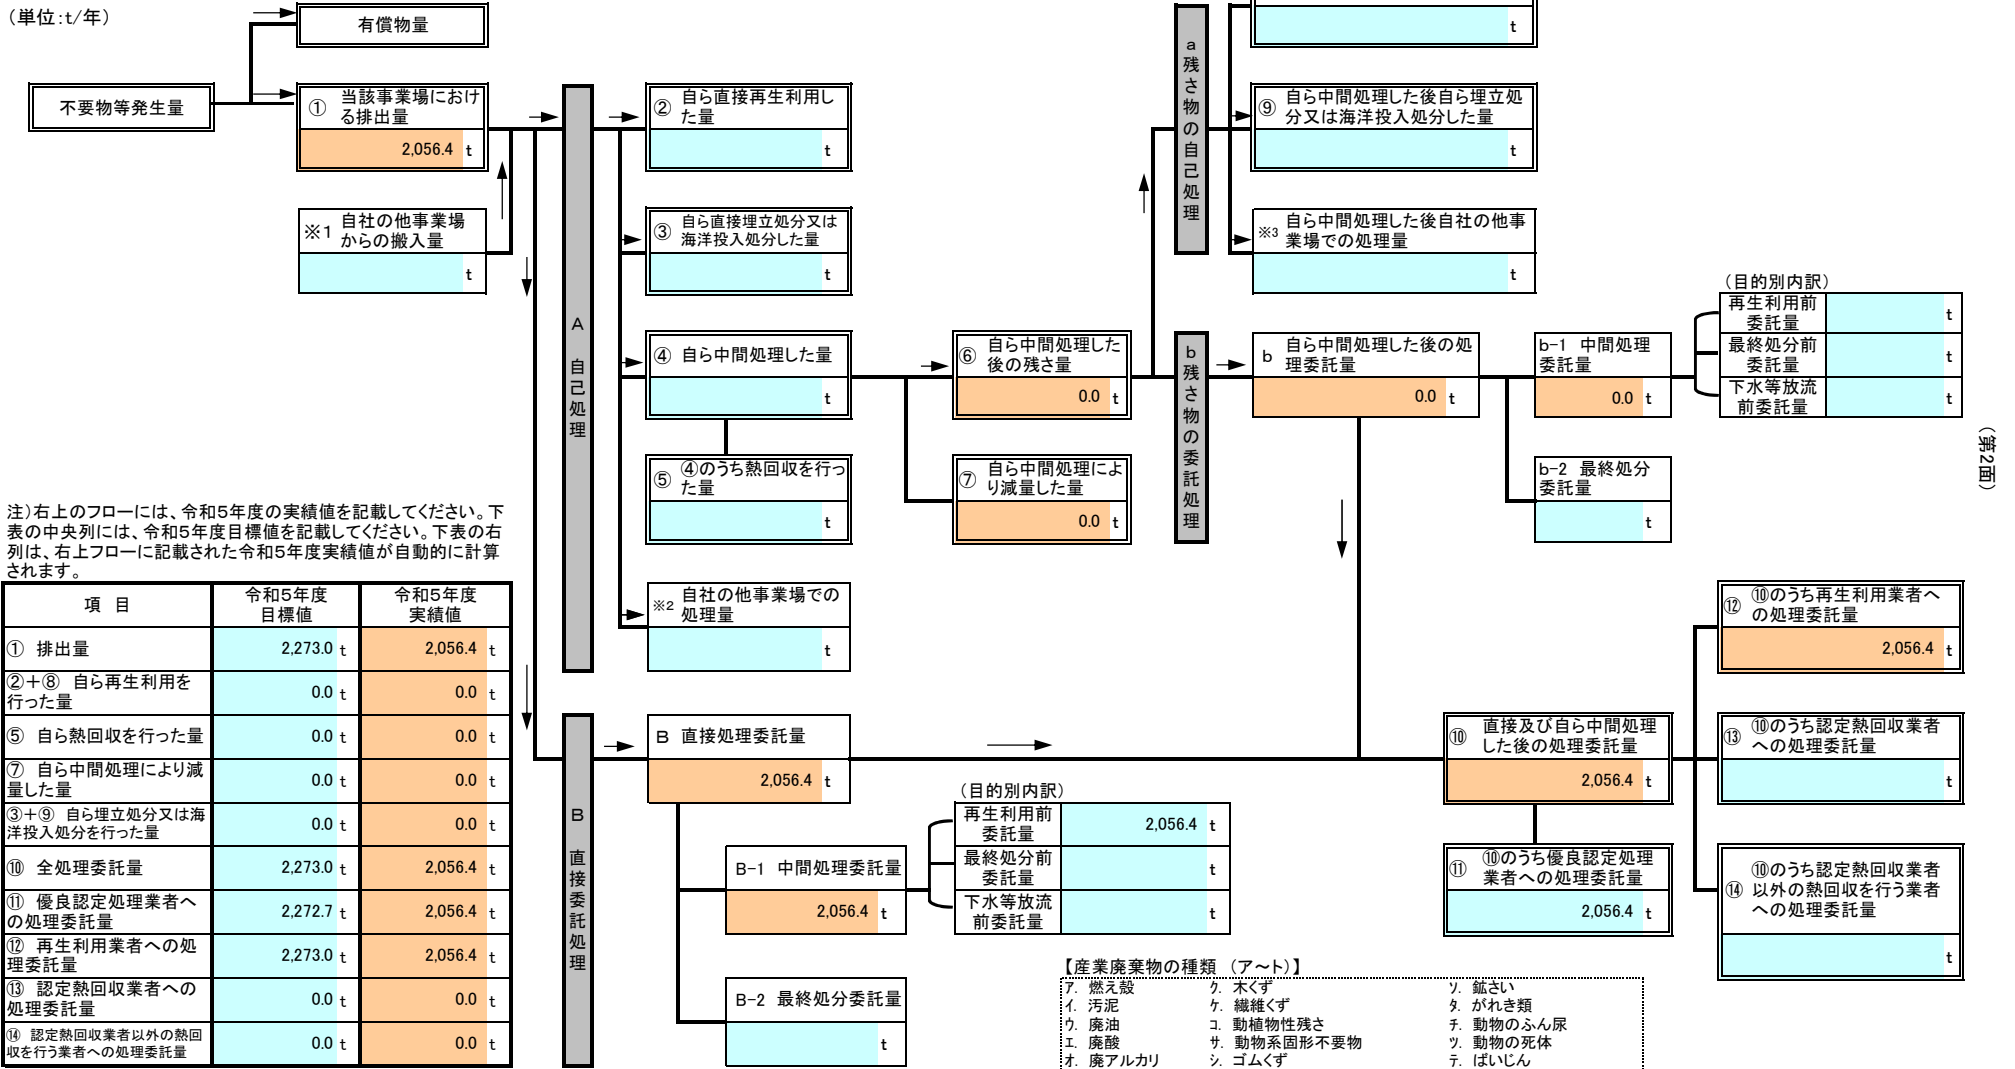 （単位：t/年）
有償物量
不要物等発生量
① 当該事業場におけ
る排出量
2,056.4 t
※1 自社の他事業場
からの搬入量
t
A 自己処理
② 自ら直接再生利用し
た量
t
③ 自ら直接埋立処分又は
海洋投入処分した量
t
④ 自ら中間処理した量
t
⑤ ④のうち熱回収を行っ
た量
t
※2 自社の他事業場での
処理量
t
⑥ 自ら中間処理した
後の残さ量
0.0 t
⑦ 自ら中間処理によ
り減量した量
0.0 t
a 残さ物の自己処理
t
⑨ 自ら中間処理した後自ら埋立処
分又は海洋投入処分した量
t
※3 自ら中間処理した後自社の他事
業場での処理量
t
b 残さ物の委託処理
b 自ら中間処理した後の処
理委託量
0.0 t
b-1 中間処理
委託量
0.0 t
b-2 最終処分
委託量
t
（目的別内訳）
再生利用前
委託量
t
最終処分前
委託量
t
下水等放流
前委託量
t
（第2面）
注）右上のフローには、令和5年度の実績値を記載してください。下
表の中央列には、令和5年度目標値を記載してください。下表の右
列は、右上フローに記載された令和5年度実績値が自動的に計算
されます。
項 目 令和5年度 令和5年度
目標値 実績値
① 排出量 2,273.0 t 2,056.4 t
②＋⑧ 自ら再生利用を
行った量 0.0 t 0.0 t
⑤ 自ら熱回収を行った量 0.0 t 0.0 t
⑦ 自ら中間処理により減
量した量 0.0 t 0.0 t
③＋⑨ 自ら埋立処分又は海
洋投入処分を行った量 0.0 t 0.0 t
⑩ 全処理委託量 2,273.0 t 2,056.4 t
⑪ 優良認定処理業者へ
の処理委託量 2,272.7 t 2,056.4 t
⑫ 再生利用業者への処
理委託量 2,273.0 t 2,056.4 t
⑬ 認定熱回収業者への
処理委託量 0.0 t 0.0 t
⑭ 認定熱回収業者以外の熱回
収を行う業者への処理委託量 0.0 t 0.0 t
B 直接委託処理
B 直接処理委託量
2,056.4 t
B-1 中間処理委託量
2,056.4 t
B-2 最終処分委託量
t
（目的別内訳）
再生利用前
委託量
2,056.4 t
最終処分前
委託量
t
下水等放流
前委託量
t
⑩ 直接及び自ら中間処理
した後の処理委託量
2,056.4 t
⑪ ⑩のうち優良認定処理
業者への処理委託量
2,056.4 t
⑫ ⑩のうち再生利用業者へ
の処理委託量
2,056.4 t
⑬ ⑩のうち認定熱回収業者
への処理委託量
t
⑭ ⑩のうち認定熱回収業者
以外の熱回収を行う業者
への処理委託量
t
【産業廃棄物の種類 （ア～ト）】
ア. 燃え殻 ク. 木くず ソ. 鉱さい
イ. 汚泥 ケ. 繊維くず タ. がれき類
ウ. 廃油 コ. 動植物性残さ チ. 動物のふん尿
エ. 廃酸 サ. 動物系固形不要物 ツ. 動物の死体
オ. 廃アルカリ シ. ゴムくず テ. ばいじん